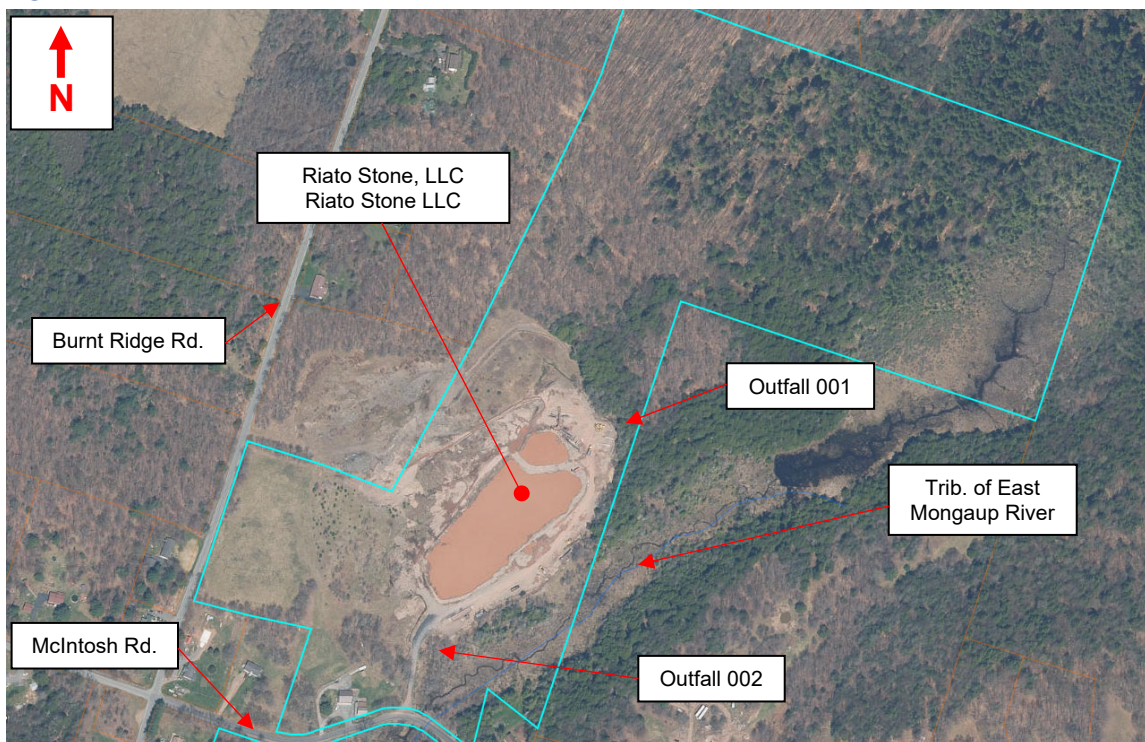 N
Riato Stone, LLC
Riato Stone LLC
Burnt Ridge Rd.
Outfall 001
Trib. of East
Mongaup River
McIntosh Rd.
Outfall 002